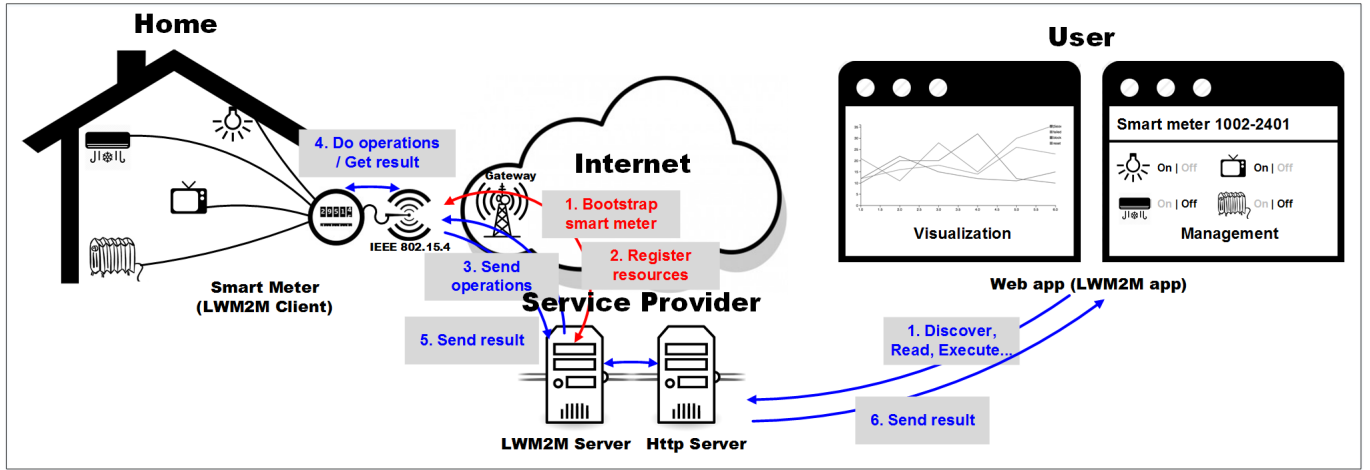 Home
User
Internet
Gateway
4. Do operations
/ Get result
1. Bootstrap
smart meter
IEEE 802.15.4
2. Register
resources
3. Send
operations
Smart Meter
(LWM2M Client)
Service Provider
5. Send result
LWM2M Server
Http Server
Smart meter 1002-2401
On | Off
On | Off
On | Off
On | Off
Visualization
Management
Web app (LWM2M app)
1. Discover,
Read, Execute...
6. Send result